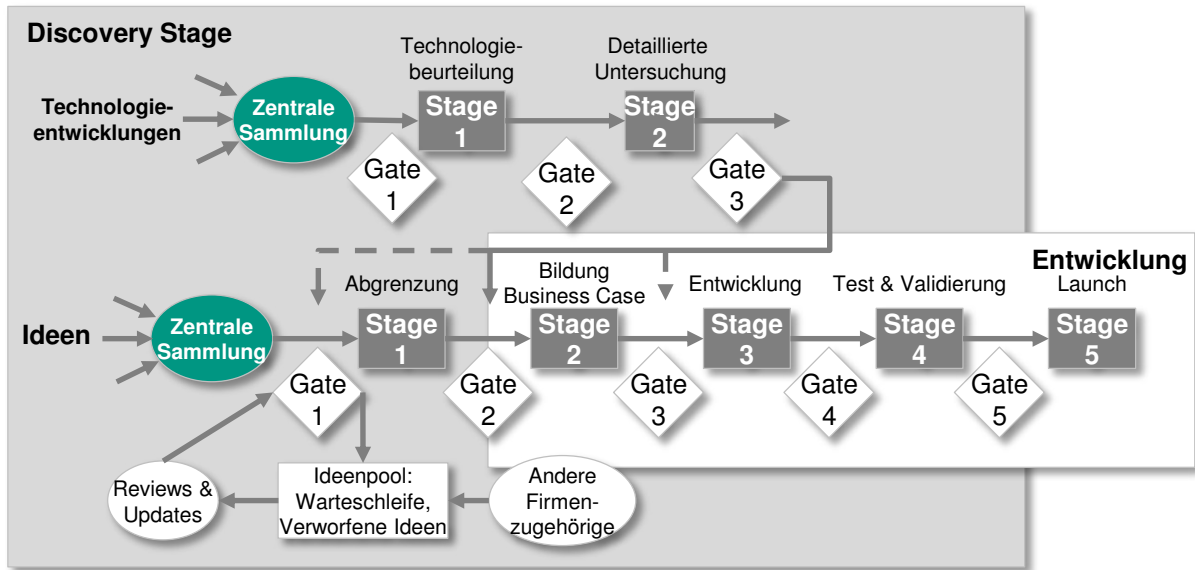 Discovery Stage
Technologie-
beurteilung
Detaillierte
Untersuchung
Technologie-
entwicklungen
Zentrale
Sammlung
Stage
1
Stage
2
Gate
1
Gate
2
Gate
3
Entwicklung
Abgrenzung
Bildung
Business Case
Entwicklung
Test & Validierung
Launch
Ideen
Zentrale
Sammlung
Stage
1
Stage
2
Stage
3
Stage
4
Stage
5
Gate
1
Gate
2
Gate
3
Gate
4
Gate
5
Reviews &
Updates
Ideenpool:
Warteschleife,
Verworfene Ideen
Andere
Firmen-
zugehörige